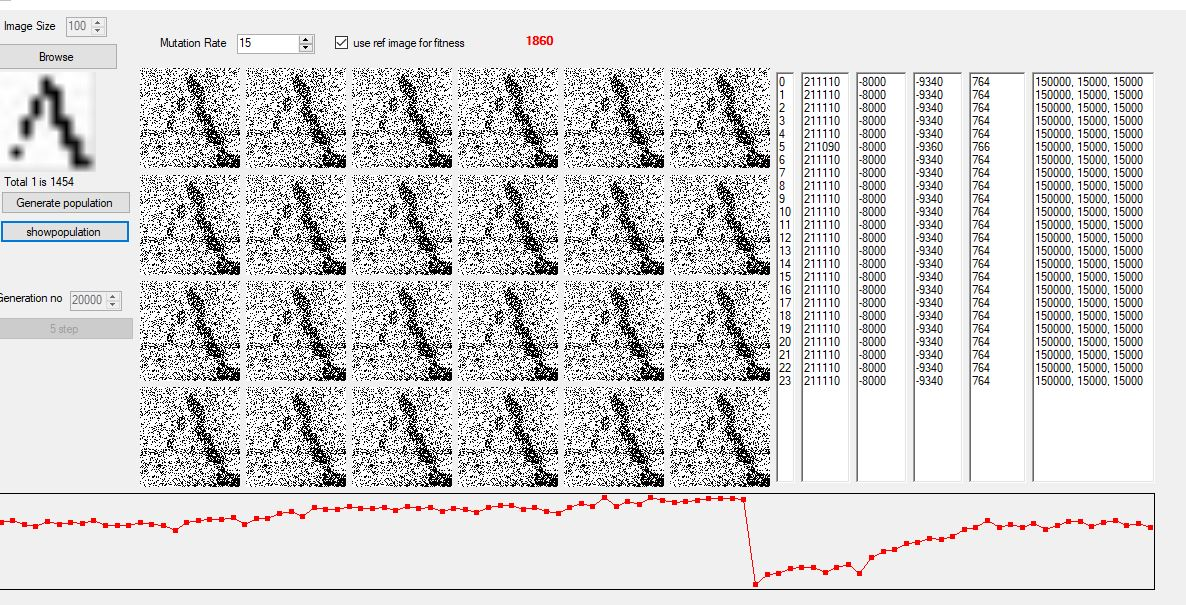 Image Size 100
Mutation Rate 15 use ref image for fitness 1860
Browse
Total 1 is 1454
Generate population
showpopulation
Generation no 20000
5 step
0 211110 -8000 -9340 764 150000, 15000, 15000
1 211110 -8000 -9340 764 150000, 15000, 15000
2 211110 -8000 -9340 764 150000, 15000, 15000
3 211110 -8000 -9340 764 150000, 15000, 15000
4 211110 -8000 -9340 764 150000, 15000, 15000
5 211090 -8000 -9360 766 150000, 15000, 15000
6 211110 -8000 -9340 764 150000, 15000, 15000
7 211110 -8000 -9340 764 150000, 15000, 15000
8 211110 -8000 -9340 764 150000, 15000, 15000
9 211110 -8000 -9340 764 150000, 15000, 15000
10 211110 -8000 -9340 764 150000, 15000, 15000
11 211110 -8000 -9340 764 150000, 15000, 15000
12 211110 -8000 -9340 764 150000, 15000, 15000
13 211110 -8000 -9340 764 150000, 15000, 15000
14 211110 -8000 -9340 764 150000, 15000, 15000
15 211110 -8000 -9340 764 150000, 15000, 15000
16 211110 -8000 -9340 764 150000, 15000, 15000
17 211110 -8000 -9340 764 150000, 15000, 15000
18 211110 -8000 -9340 764 150000, 15000, 15000
19 211110 -8000 -9340 764 150000, 15000, 15000
20 211110 -8000 -9340 764 150000, 15000, 15000
21 211110 -8000 -9340 764 150000, 15000, 15000
22 211110 -8000 -9340 764 150000, 15000, 15000
23 211110 -8000 -9340 764 150000, 15000, 15000